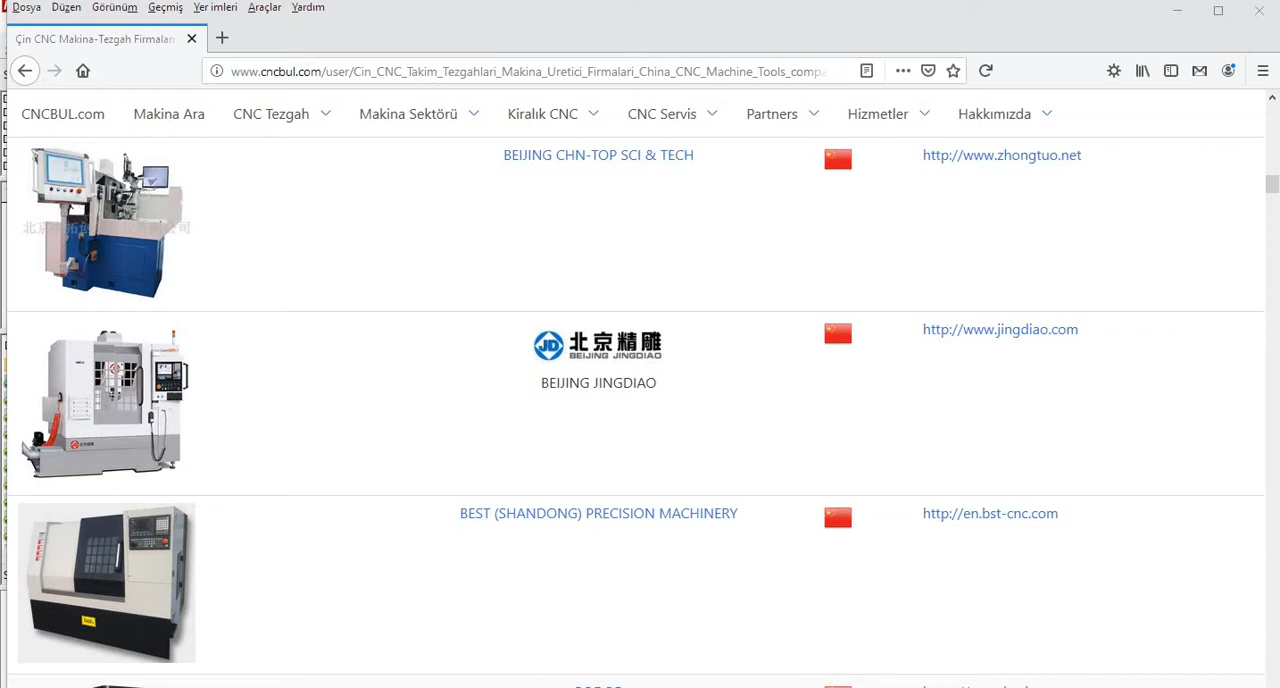 Dosya Düzen Görünüm Geçmiş Yer imleri Araçlar Yardım
Çin CNC Makina-Tezgah Firmaları
www.cncbul.com/user/Cin_CNC_Takim_Tezgahlari_Makina_Uretici_Firmalari_China_CNC_Machine_Tools_compa
CNCBUL.com Makina Ara CNC Tezgah Makina Sektörü Kiralık CNC CNC Servis Partners Hizmetler Hakkımızda
BEIJING CHN-TOP SCI & TECH http://www.zhongtuo.net
JD 北京精雕
BEIJING JINGDIAO
http://www.jingdiao.com
BEIJING JINGDIAO
BEST (SHANDONG) PRECISION MACHINERY http://en.bst-cnc.com